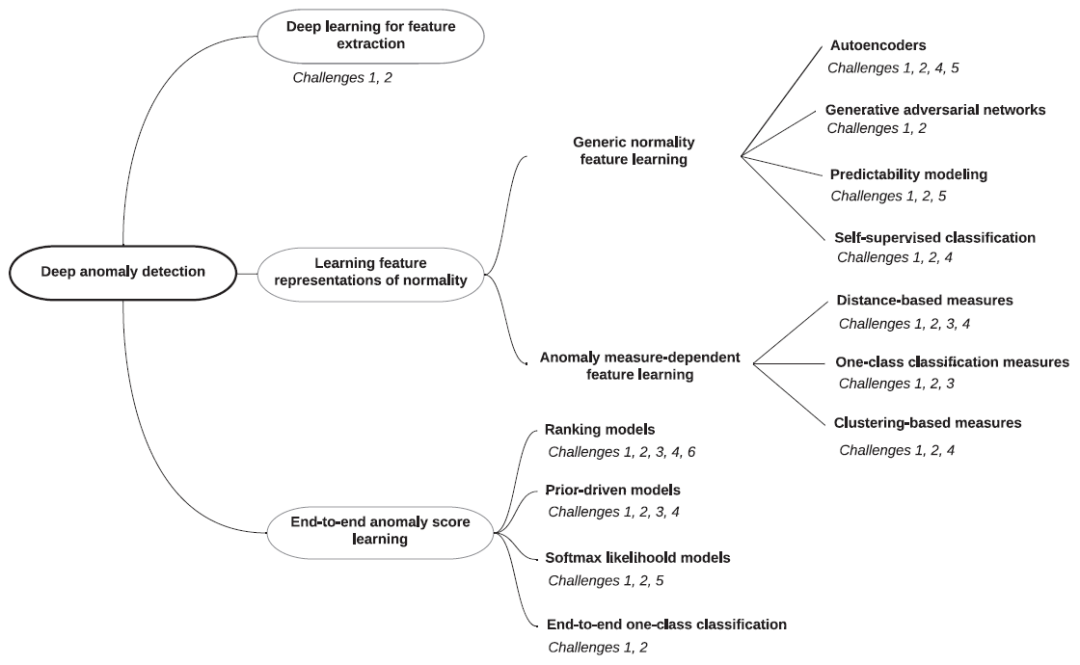 Deep learning for feature
extraction
Challenges 1, 2
Autoencoders
Challenges 1, 2, 4, 5
Generative adversarial networks
Challenges 1, 2
Generic normality
feature learning
Predictability modeling
Challenges 1, 2, 5
Self-supervised classification
Challenges 1, 2, 4
Deep anomaly detection
Learning feature
representations of normality
Distance-based measures
Challenges 1, 2, 3, 4
Anomaly measure-dependent
feature learning
One-class classification measures
Challenges 1, 2, 3
Clustering-based measures
Challenges 1, 2, 4
Ranking models
Challenges 1, 2, 3, 4, 6
Prior-driven models
Challenges 1, 2, 3, 4
End-to-end anomaly score
learning
Softmax likelihoold models
Challenges 1, 2, 5
End-to-end one-class classification
Challenges 1, 2